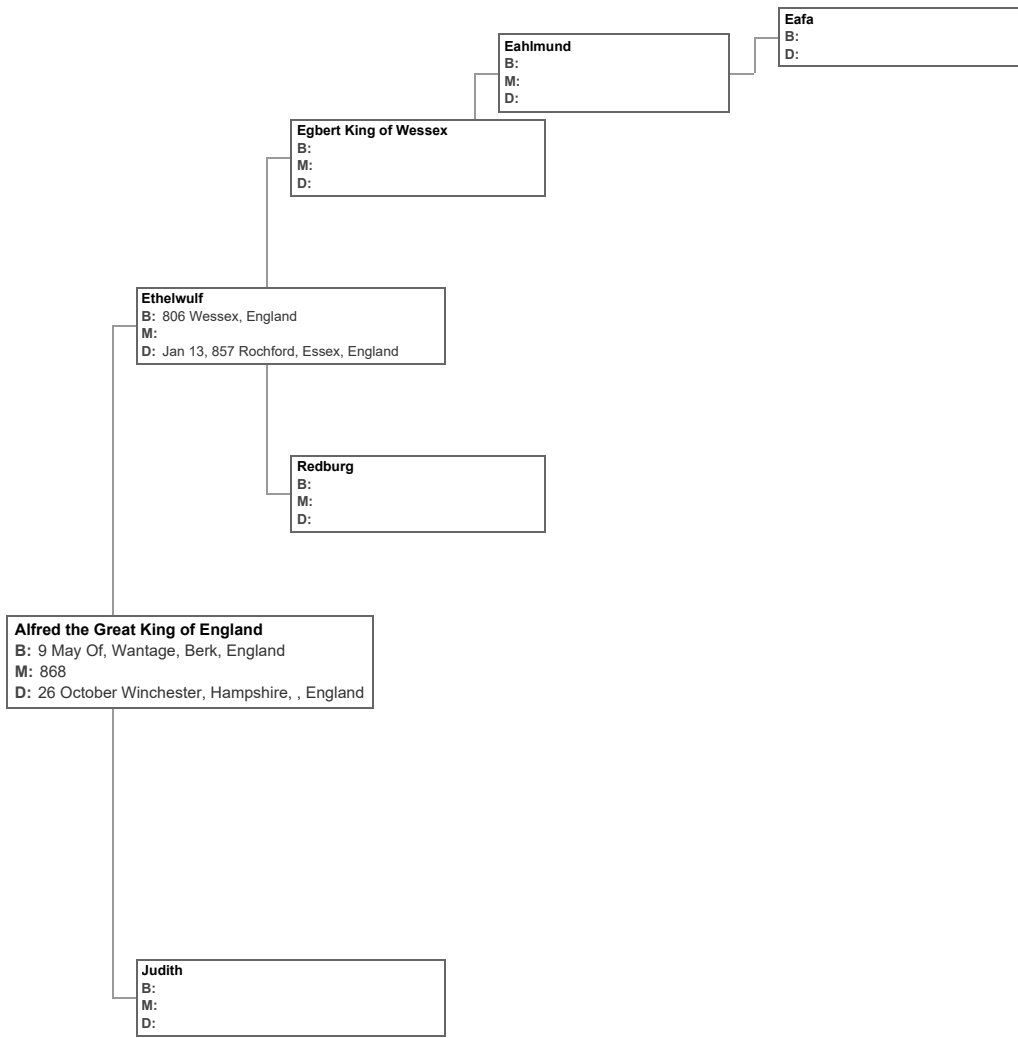 Eafa
B:
D:
Eahlmund
B:
M:
D:
Egbert King of Wessex
B:
M:
D:
Ethelwulf
B: 806 Wessex, England
M:
D: Jan 13, 857 Rochford, Essex, England
Redburg
B:
M:
D:
Alfred the Great King of England
B: 9 May Of, Wantage, Berk, England
M: 868
D: 26 October Winchester, Hampshire, , England
Judith
B:
M:
D: